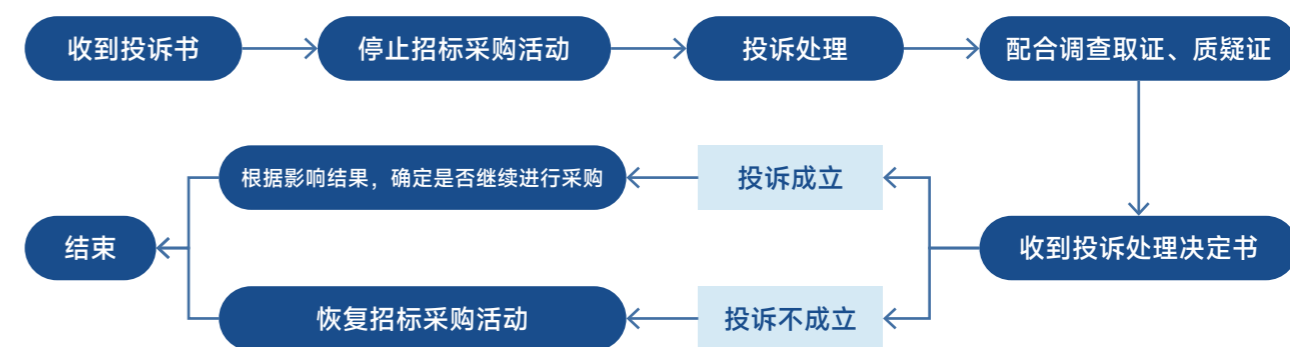 收到投诉书
停止招标采购活动
投诉处理
配合调查取证、质疑证
根据影响结果，确定是否继续进行采购
投诉成立
结束
收到投诉处理决定书
恢复招标采购活动
投诉不成立